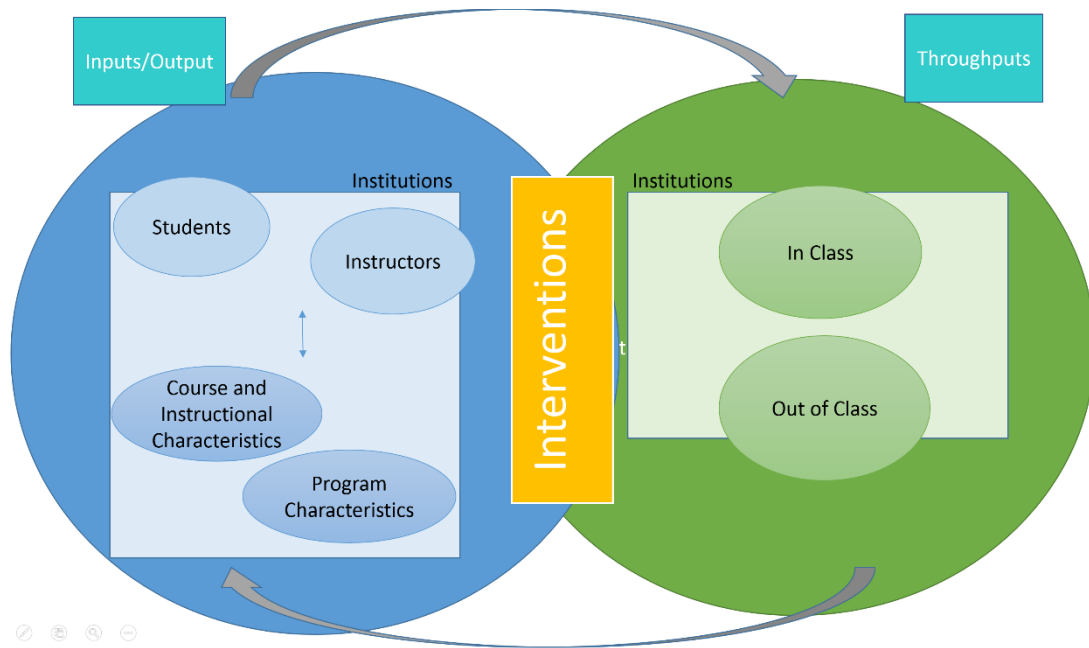 Inputs/Output
Throughputs
Institutions
Students
Instructors
Course and
Instructional
Characteristics
Program
Characteristics
Interventions
t
Institutions
In Class
Out of Class